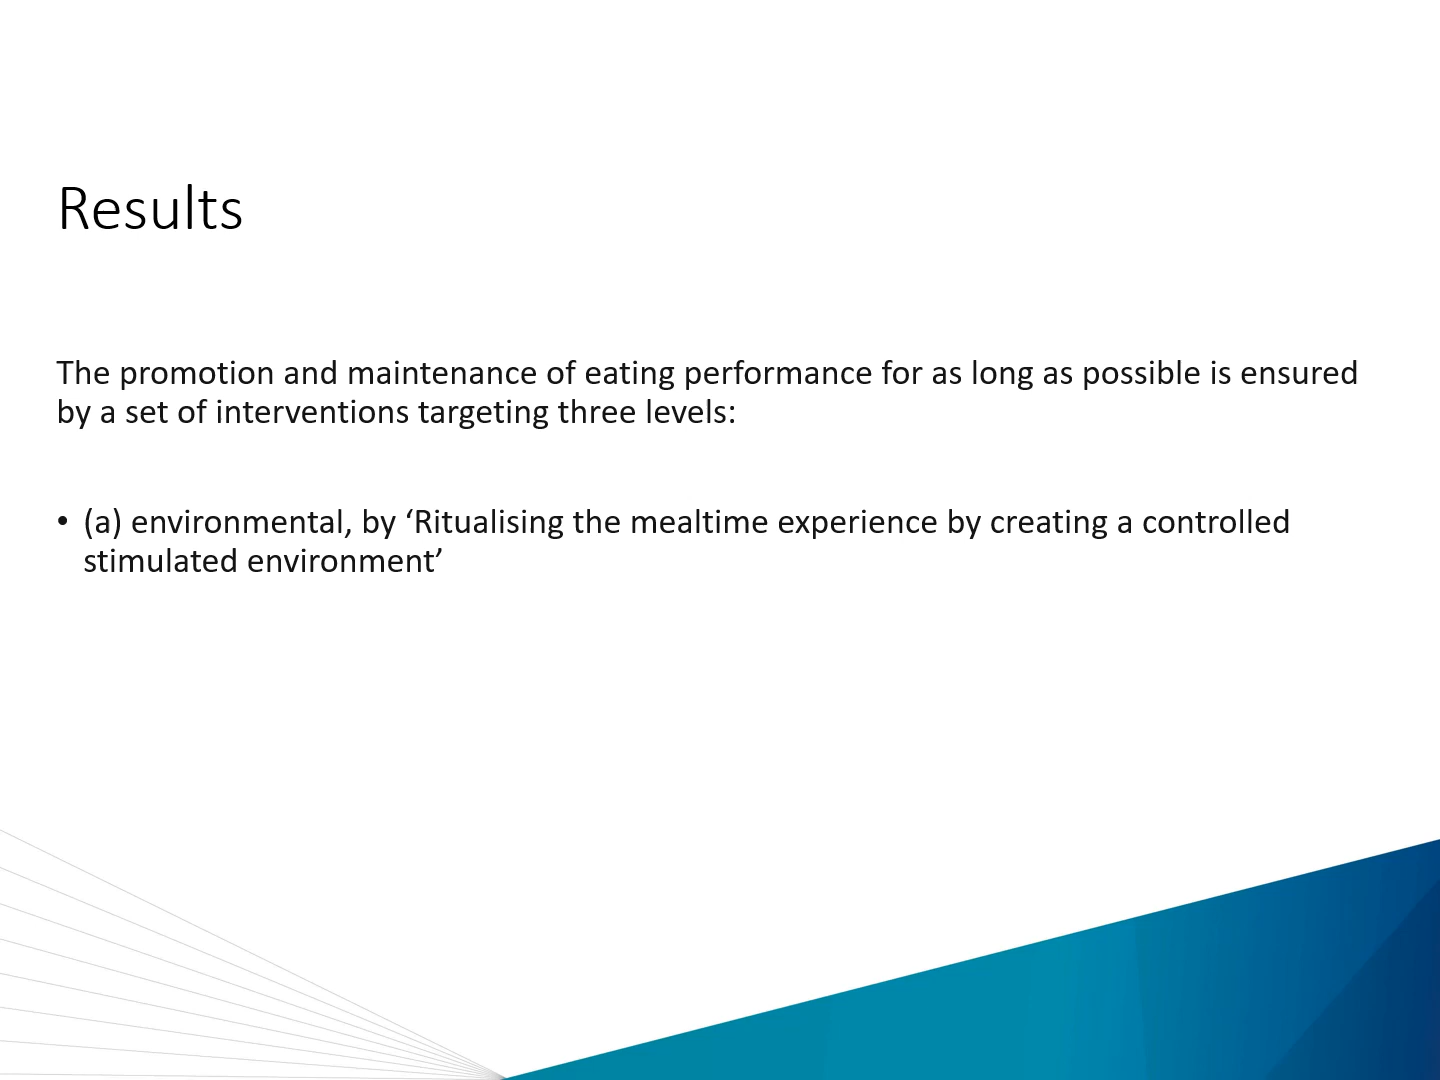 Results
The promotion and maintenance of eating performance for as long as possible is ensured
by a set of interventions targeting three levels:
• (a) environmental, by ‘Ritualising the mealtime experience by creating a controlled
stimulated environment’